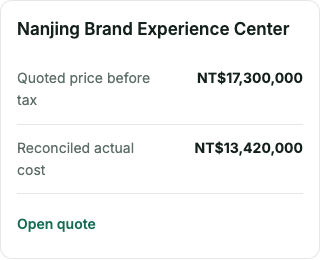 Nanjing Brand Experience Center
Quoted price before tax
NT$17,300,000
Reconciled actual cost
NT$13,420,000
Open quote